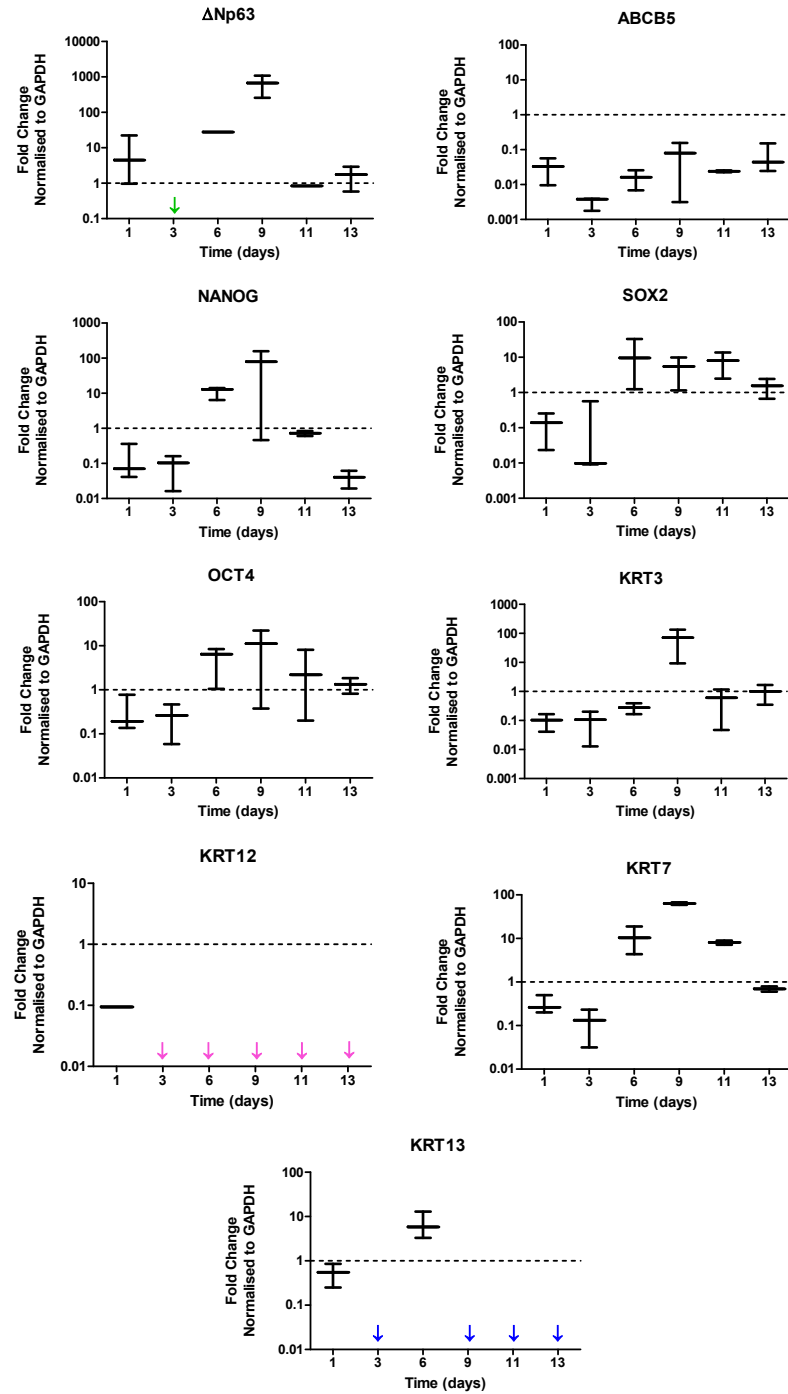 ΔNp63
Fold Change
Normalised to GAPDH
10000
1000
100
10
1
0.1
1 3 6 9 11 13
Time (days)
ABCB5
Fold Change
Normalised to GAPDH
100
10
1
0.1
0.01
0.001
1 3 6 9 11 13
Time (days)
NANOG
Fold Change
Normalised to GAPDH
1000
100
10
1
0.1
0.01
1 3 6 9 11 13
Time (days)
SOX2
Fold Change
Normalised to GAPDH
100
10
1
0.1
0.01
0.001
1 3 6 9 11 13
Time (days)
OCT4
Fold Change
Normalised to GAPDH
100
10
1
0.1
0.01
1 3 6 9 11 13
Time (days)
KRT3
Fold Change
Normalised to GAPDH
1000
100
10
1
0.1
0.01
0.001
1 3 6 9 11 13
Time (days)
KRT12
Fold Change
Normalised to GAPDH
10
1
0.1
0.01
1 3 6 9 11 13
Time (days)
KRT7
Fold Change
Normalised to GAPDH
100
10
1
0.1
0.01
1 3 6 9 11 13
Time (days)
KRT13
Fold Change
Normalised to GAPDH
100
10
1
0.1
0.01
1 3 6 9 11 13
Time (days)